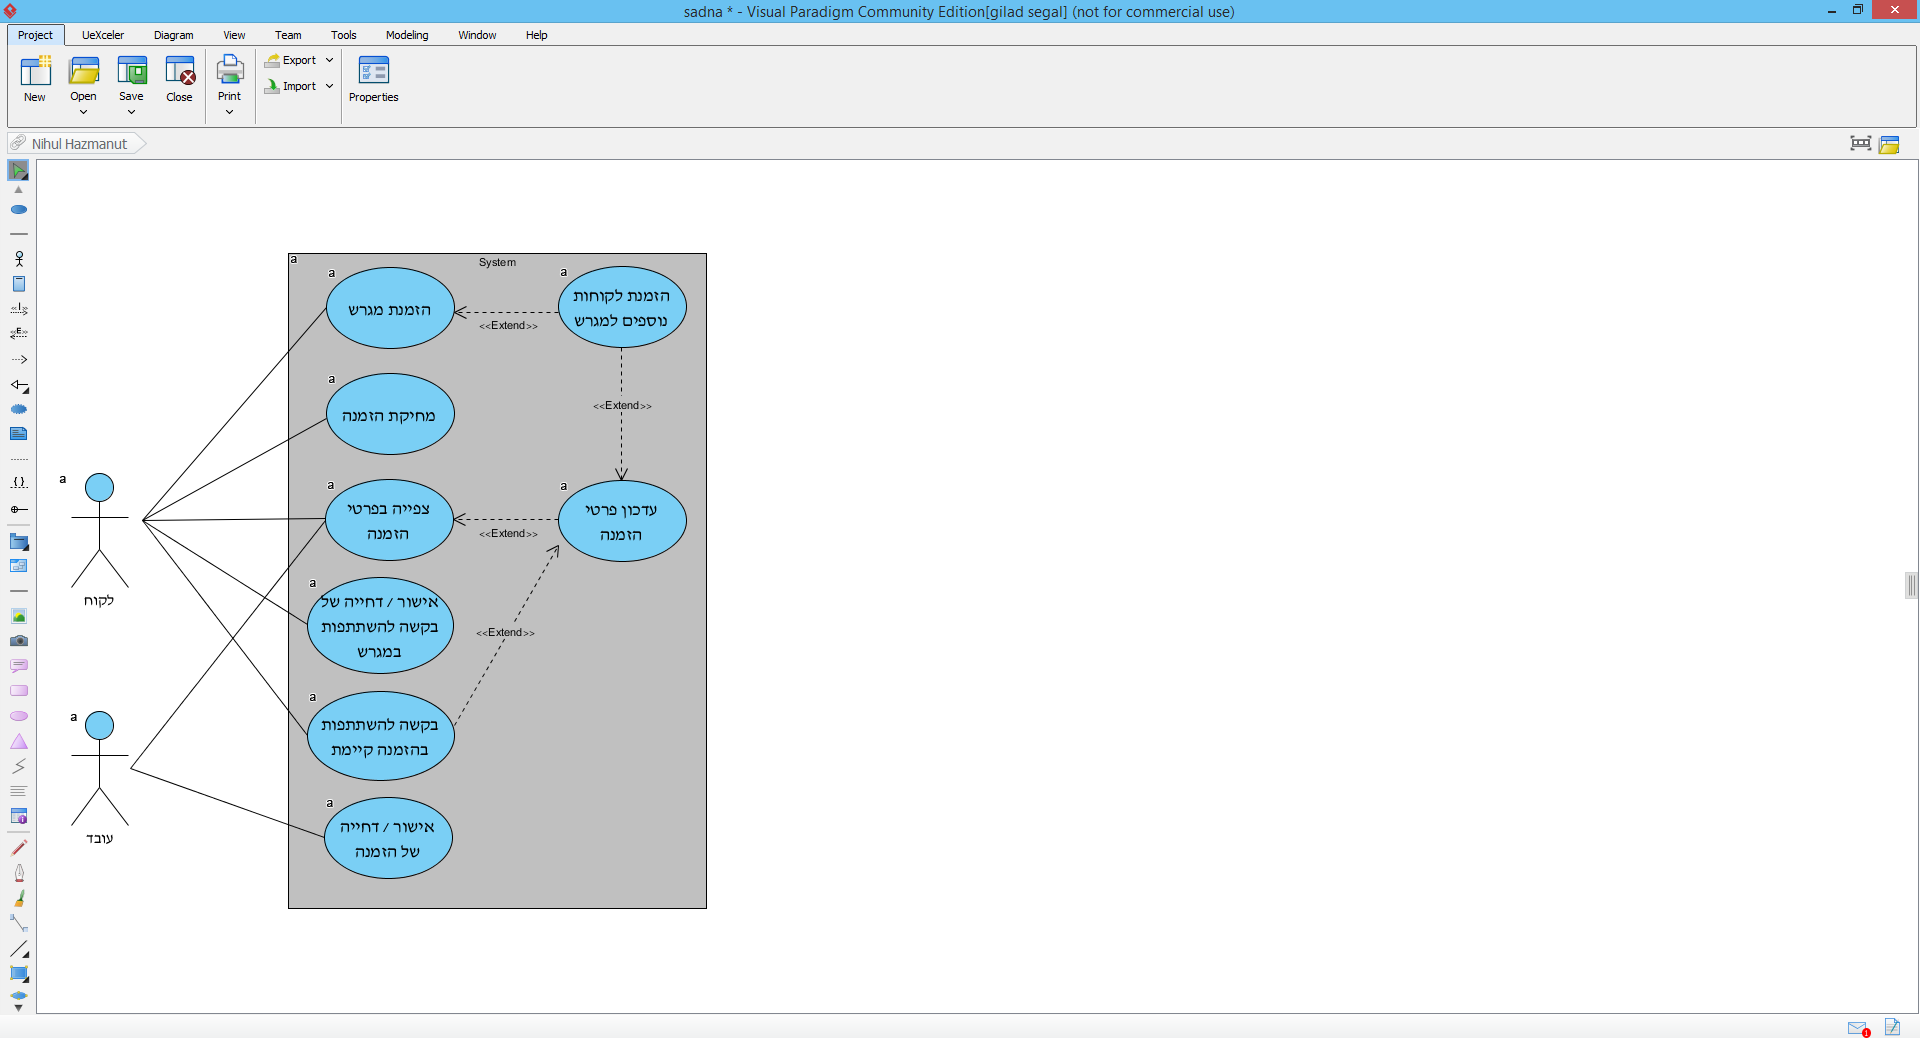 sadna * - Visual Paradigm Community Edition[gilad segal] (not for commercial use)
Project UeXceler Diagram View Team Tools Modeling Window Help
New Open Save Close Print Export Import Properties
Nihul Hazmanut
a
System
a
הזמנת מגרש
a
הזמנת לקוחות
נוספים למגרש
<<Extend>>
a
מחיקת הזמנה
<<Extend>>
a
צפייה בפרטי
הזמנה
a
עדכון פרטי
הזמנה
<<Extend>>
a
לקוח
a
אישור / דחייה של
בקשה להשתתפות
במגרש
<<Extend>>
a
בקשה להשתתפות
בהזמנה קיימת
a
עובד
a
אישור / דחייה
של הזמנה